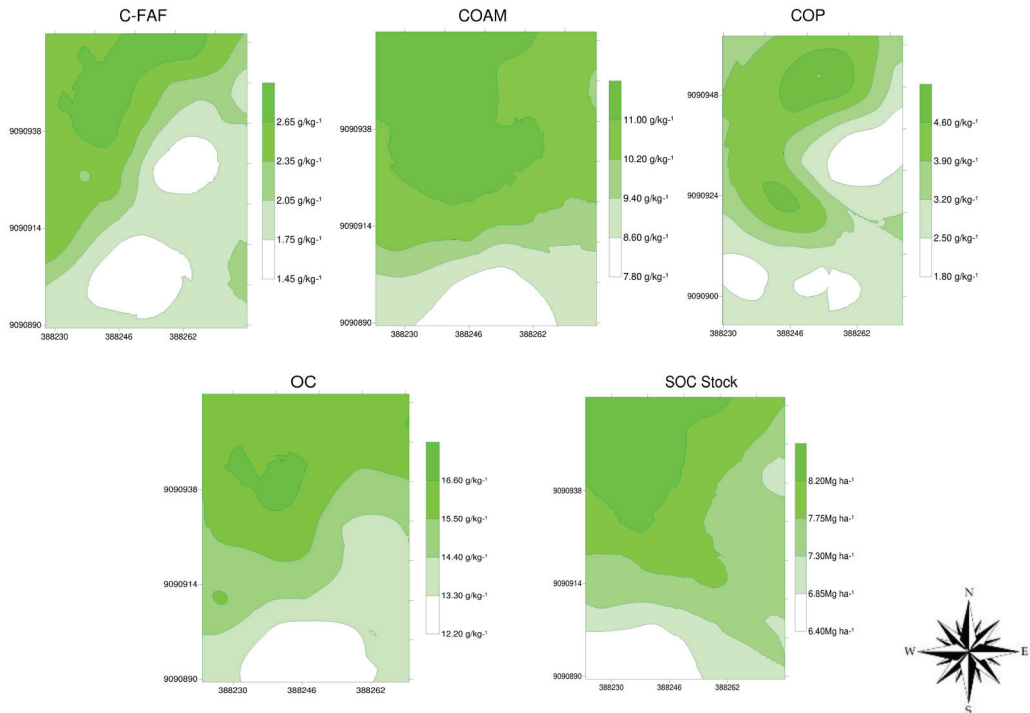 C-FAF
388230 388246 388262
9090938
9090914
9090890
2.65 g/kg⁻¹
2.35 g/kg⁻¹
2.05 g/kg⁻¹
1.75 g/kg⁻¹
1.45 g/kg⁻¹
COAM
388230 388246 388262
9090938
9090914
9090890
11.00 g/kg⁻¹
10.20 g/kg⁻¹
9.40 g/kg⁻¹
8.60 g/kg⁻¹
7.80 g/kg⁻¹
COP
388230 388246 388262
9090948
9090924
9090900
4.60 g/kg⁻¹
3.90 g/kg⁻¹
3.20 g/kg⁻¹
2.50 g/kg⁻¹
1.80 g/kg⁻¹
OC
388230 388246 388262
9090938
9090914
9090890
16.60 g/kg⁻¹
15.50 g/kg⁻¹
14.40 g/kg⁻¹
13.30 g/kg⁻¹
12.20 g/kg⁻¹
SOC Stock
388230 388246 388262
9090938
9090914
9090890
8.20Mg ha⁻¹
7.75Mg ha⁻¹
7.30Mg ha⁻¹
6.85Mg ha⁻¹
6.40Mg ha⁻¹
N
W E
S